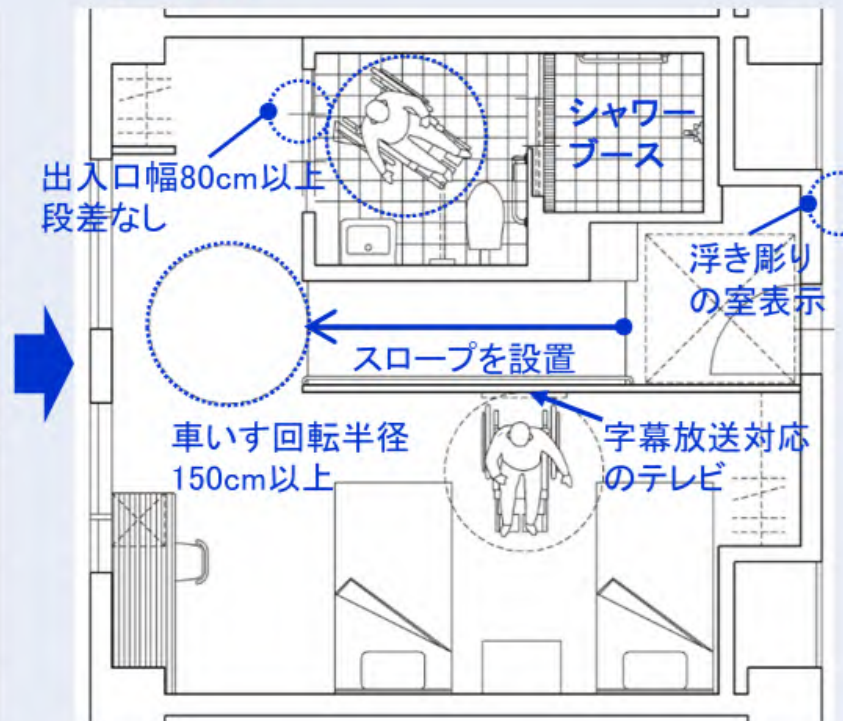 シャワー
ブース
出入口幅80cm以上
段差なし
浮き彫り
の室表示
スロープを設置
車いす回転半径
150cm以上
字幕放送対応
のテレビ